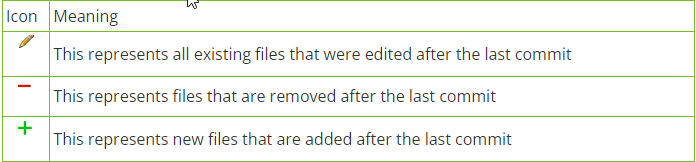 Icon Meaning
This represents all existing files that were edited after the last commit
This represents files that are removed after the last commit
This represents new files that are added after the last commit